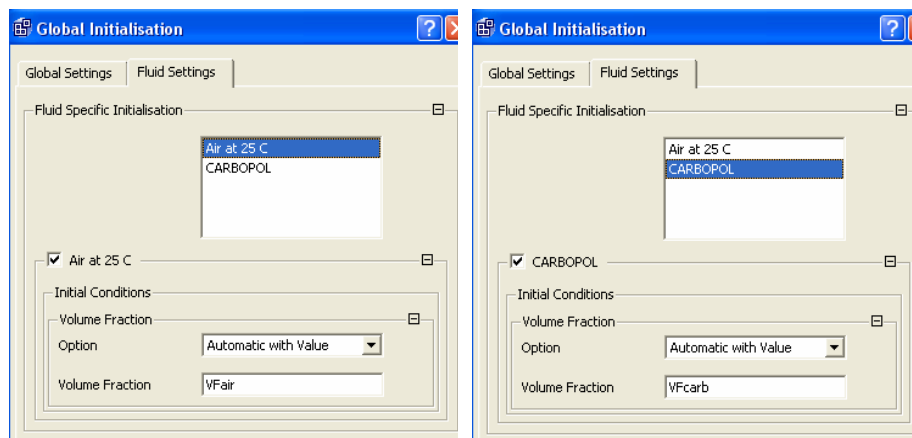 Global Initialisation
Global Settings
Fluid Settings
Fluid Specific Initialisation
Air at 25 C
CARBOPOL
Air at 25 C
Initial Conditions
Volume Fraction
Option
Automatic with Value
Volume Fraction
VFair
Global Initialisation
Global Settings
Fluid Settings
Fluid Specific Initialisation
Air at 25 C
CARBOPOL
CARBOPOL
Initial Conditions
Volume Fraction
Option
Automatic with Value
Volume Fraction
VFcarb